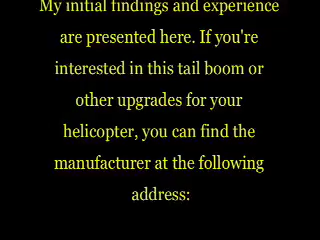 My initial findings and experience
are presented here. If you're
interested in this tail boom or
other upgrades for your
helicopter, you can find the
manufacturer at the following
address: